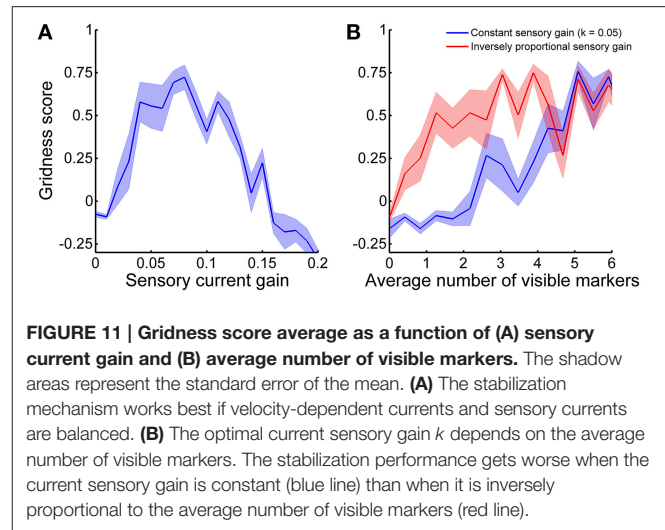 A
B
Constant sensory gain (k = 0.05)
Inversely proportional sensory gain
Gridness score
1
0.75
0.5
0.25
0
-0.25
0 0.05 0.1 0.15 0.2
Sensory current gain
1
0.75
0.5
0.25
0
-0.25
0 1 2 3 4 5 6
Average number of visible markers
FIGURE 11 | Gridness score average as a function of (A) sensory
current gain and (B) average number of visible markers. The shadow
areas represent the standard error of the mean. (A) The stabilization
mechanism works best if velocity-dependent currents and sensory currents
are balanced. (B) The optimal current sensory gain k depends on the average
number of visible markers. The stabilization performance gets worse when the
current sensory gain is constant (blue line) than when it is inversely
proportional to the average number of visible markers (red line).